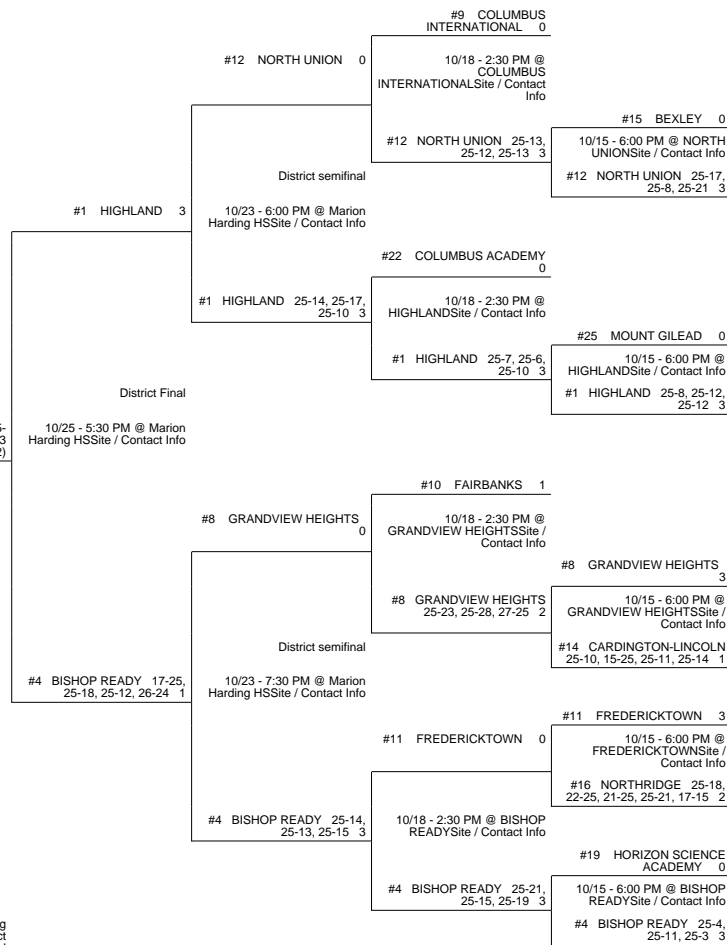 #9 COLUMBUS
INTERNATIONAL 0
#12 NORTH UNION 0
10/18 - 2:30 PM @
COLUMBUS
INTERNATIONALSite / Contact
Info
#15 BEXLEY 0
#12 NORTH UNION 25-13,
25-12, 25-13 3
10/15 - 6:00 PM @ NORTH
UNIONSite / Contact Info
District semifinal
#12 NORTH UNION 25-17,
25-8, 25-21 3
#1 HIGHLAND 3
10/23 - 6:00 PM @ Marion
Harding HSSite / Contact Info
#22 COLUMBUS ACADEMY
0
#1 HIGHLAND 25-14, 25-17,
25-10 3
10/18 - 2:30 PM @
HIGHLANDSite / Contact Info
#25 MOUNT GILEAD 0
#1 HIGHLAND 25-7, 25-6,
25-10 3
10/15 - 6:00 PM @
HIGHLANDSite / Contact Info
District Final
#1 HIGHLAND 25-8, 25-12,
25-12 3
10/25 - 5:30 PM @ Marion
Harding HSSite / Contact Info
#10 FAIRBANKS 1
#8 GRANDVIEW HEIGHTS
0
10/18 - 2:30 PM @
GRANDVIEW HEIGHTSSite /
Contact Info
#8 GRANDVIEW HEIGHTS
3
#8 GRANDVIEW HEIGHTS
25-23, 25-28, 27-25 2
10/15 - 6:00 PM @
GRANDVIEW HEIGHTSSite /
Contact Info
District semifinal
#14 CARDINGTON-LINCOLN
25-10, 15-25, 25-11, 25-14 1
#4 BISHOP READY 17-25,
25-18, 25-12, 26-24 1
10/23 - 7:30 PM @ Marion
Harding HSSite / Contact Info
#11 FREDERICKTOWN 3
#11 FREDERICKTOWN 0
10/15 - 6:00 PM @
FREDERICKTOWNSite /
Contact Info
#16 NORTHRIDGE 25-18,
22-25, 21-25, 25-21, 17-15 2
#4 BISHOP READY 25-14,
25-13, 25-15 3
10/18 - 2:30 PM @ BISHOP
READYSite / Contact Info
#19 HORIZON SCIENCE
ACADEMY 0
#4 BISHOP READY 25-21,
25-15, 25-19 3
10/15 - 6:00 PM @ BISHOP
READYSite / Contact Info
#4 BISHOP READY 25-4,
25-11, 25-3 3